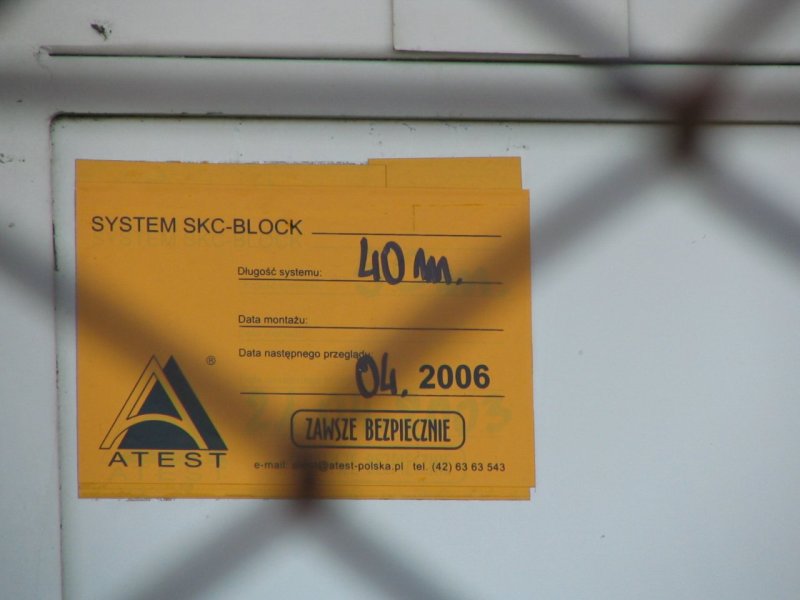 SYSTEM SKC-BLOCK
Długość systemu: 40 m.
Data montażu:
Data następnego przeglądu:
04. 2006
®
ATEST
ZAWSZE BEZPIECZNIE
e-mail: atest@atest-polska.pl tel. (42) 63 63 543